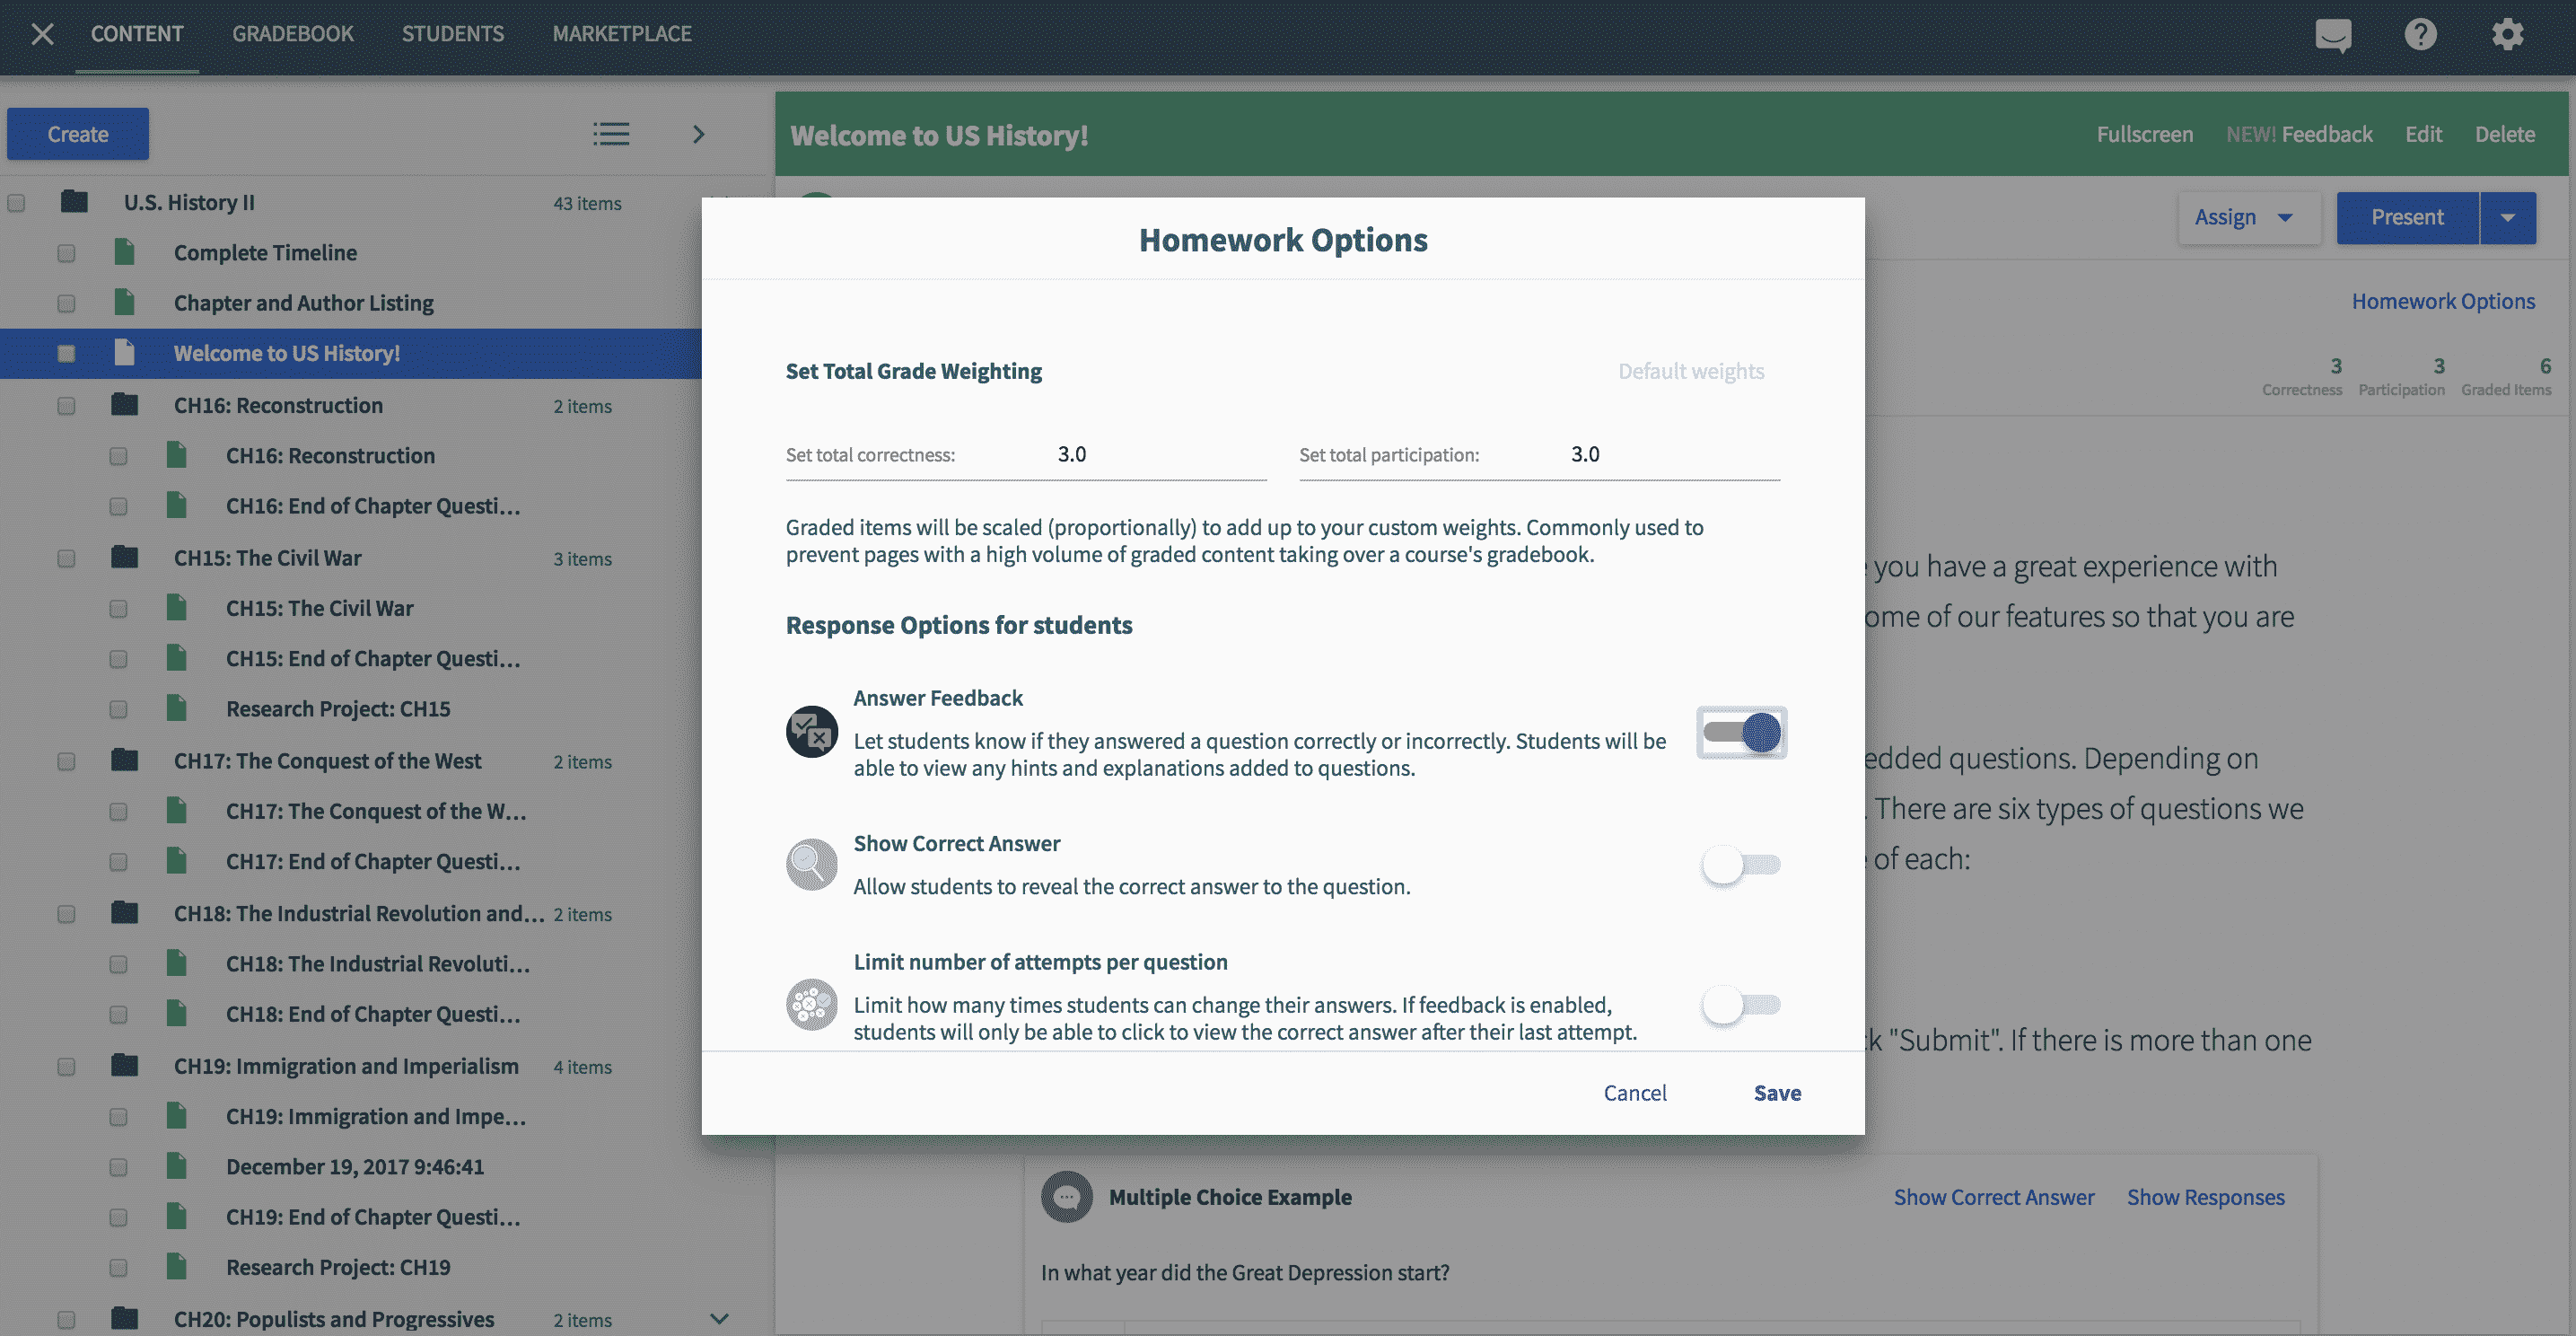 CONTENT GRADEBOOK STUDENTS MARKETPLACE
Create
U.S. History II 43 items
Complete Timeline
Chapter and Author Listing
Welcome to US History!
CH16: Reconstruction 2 items
CH16: Reconstruction
CH16: End of Chapter Questi...
CH15: The Civil War 3 items
CH15: The Civil War
CH15: End of Chapter Questi...
Research Project: CH15
CH17: The Conquest of the West 2 items
CH17: The Conquest of the W...
CH17: End of Chapter Questi...
CH18: The Industrial Revolution and... 2 items
CH18: The Industrial Revoluti...
CH18: End of Chapter Questi...
CH19: Immigration and Imperialism 4 items
CH19: Immigration and Impe...
December 19, 2017 9:46:41
CH19: End of Chapter Questi...
Research Project: CH19
CH20: Populists and Progressives 2 items
Welcome to US History!
Fullscreen NEW! Feedback Edit Delete
Assign Present
Homework Options
3 3 6
Correctness Participation Graded Items
you have a great experience with
ome of our features so that you are
edded questions. Depending on
. There are six types of questions we
of each:
k "Submit". If there is more than one
Homework Options
Set Total Grade Weighting Default weights
Set total correctness: 3.0 Set total participation: 3.0
Graded items will be scaled (proportionally) to add up to your custom weights. Commonly used to
prevent pages with a high volume of graded content taking over a course's gradebook.
Response Options for students
Answer Feedback
Let students know if they answered a question correctly or incorrectly. Students will be
able to view any hints and explanations added to questions.
Show Correct Answer
Allow students to reveal the correct answer to the question.
Limit number of attempts per question
Limit how many times students can change their answers. If feedback is enabled,
students will only be able to click to view the correct answer after their last attempt.
Cancel Save
Multiple Choice Example Show Correct Answer Show Responses
In what year did the Great Depression start?